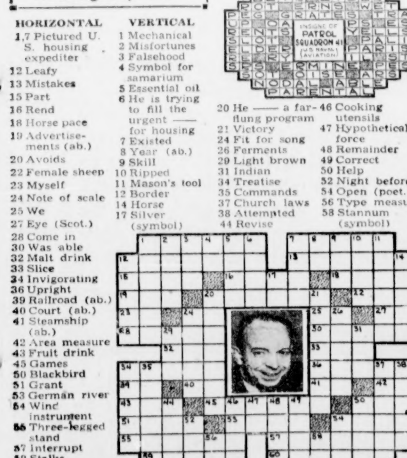 HORIZONTAL
1,7 Pictured U.
S. housing
expediter
12 Leafy
13 Mistakes
15 Part
16 Rend
18 Horse pace
19 Advertise-
ments (ab.)
20 Avoids
22 Female sheep
23 Myself
24 Note of scale
25 We
27 Eye (Scot.)
28 Come in
30 Was able
32 Malt drink
33 Slice
34 Invigorating
36 Upright
39 Railroad (ab.)
40 Court (ab.)
41 Steamship
(ab.)
42 Area measure
43 Fruit drink
45 Games
50 Blackbird
51 Grant
53 German river
54 Wind
instrument
55 Three-legged
stand
57 Interrupt
VERTICAL
1 Mechanical
2 Misfortunes
3 Falsehood
4 Symbol for
samarium
5 Essential oil
6 He is trying
to fill the
urgent ——
for housing
7 Existed
8 Year (ab.)
9 Skill
10 Ripped
11 Mason's tool
12 Border
14 Horse
17 Silver
(symbol)
INSIGNE OF
PATROL
SQUADRON 41
U.S. NAVAL
AVIATION
20 He —— a far-
flung program
21 Victory
24 Fit for song
26 Ferments
29 Light brown
31 Indian
34 Treatise
35 Commands
37 Church laws
38 Attempted
44 Revise
46 Cooking
utensils
47 Hypothetical
force
48 Remainder
49 Correct
50 Help
52 Night before
54 Open (poet.
56 Type meas
58 Stannum
(symbol)